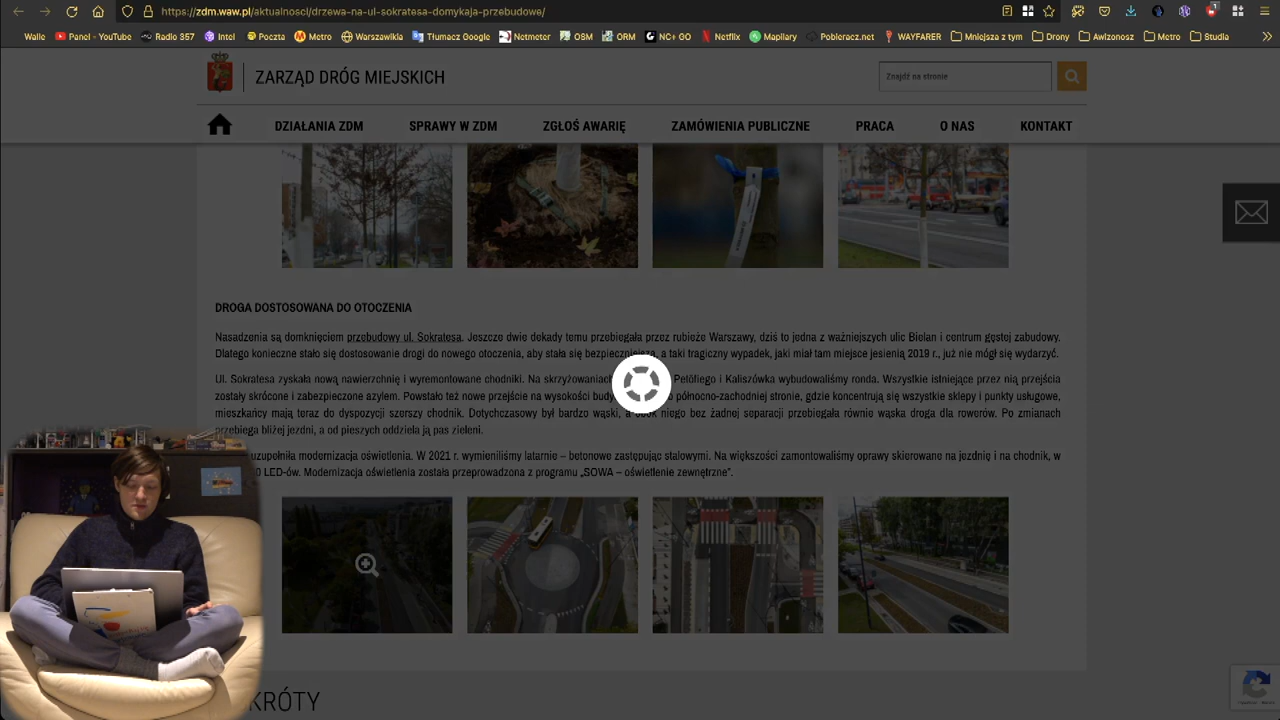 https://zdm.waw.pl/aktualnosci/drzewa-na-ul-sokratesa-domykaja-przebudowe/
Walle Panel - YouTube Radio 357 Intel Poczta Metro Warszawikia Tłumacz Google Netmeter OSM ORM NC+ GO Netflix Mapilary Pobieracz.net WAYFARER Mniejsza z tym Drony Awizonosz Metro Studia
ZARZĄD DRÓG MIEJSKICH
Znajdź na stronie
DZIAŁANIA ZDM SPRAWY W ZDM ZGŁOŚ AWARIĘ ZAMÓWIENIA PUBLICZNE PRACA O NAS KONTAKT
DROGA DOSTOSOWANA DO OTOCZENIA
Nasadzenia są domknięciem przebudowy ul. Sokratesa. Jeszcze dwie dekady temu przebiegała przez rubieże Warszawy, dziś to jedna z ważniejszych ulic Bielan i centrum gęstej zabudowy.
Dlatego konieczne stało się dostosowanie drogi do nowego otoczenia, aby stała się bezpieczniejsza, a taki tragiczny wypadek, jaki miał tam miejsce jesienią 2019 r., już nie mógł się wydarzyć.
Ul. Sokratesa zyskała nową nawierzchnię i wyremontowane chodniki. Na skrzyżowaniach Petöfiego i Kaliszówka wybudowaliśmy ronda. Wszystkie istniejące przez nią przejścia
zostały skrócone i zabezpieczone azylem. Powstało też nowe przejście na wysokości budy północno-zachodniej stronie, gdzie koncentrują się wszystkie sklepy i punkty usługowe,
mieszkańcy mają teraz do dyspozycji szerszy chodnik. Dotychczasowy był bardzo wąski, a obok niego bez żadnej separacji przebiegała równie wąska droga dla rowerów. Po zmianach
przebiega bliżej jezdni, a od pieszych oddziela ją pas zieleni.
uzupełniła modernizacja oświetlenia. W 2021 r. wymieniliśmy latarnie – betonowe zastępując stalowymi. Na większości zamontowaliśmy oprawy skierowane na jezdnię i na chodnik, w
0 LED-ów. Modernizacja oświetlenia została przeprowadzona z programu „SOWA – oświetlenie zewnętrzne”.
KRÓTY